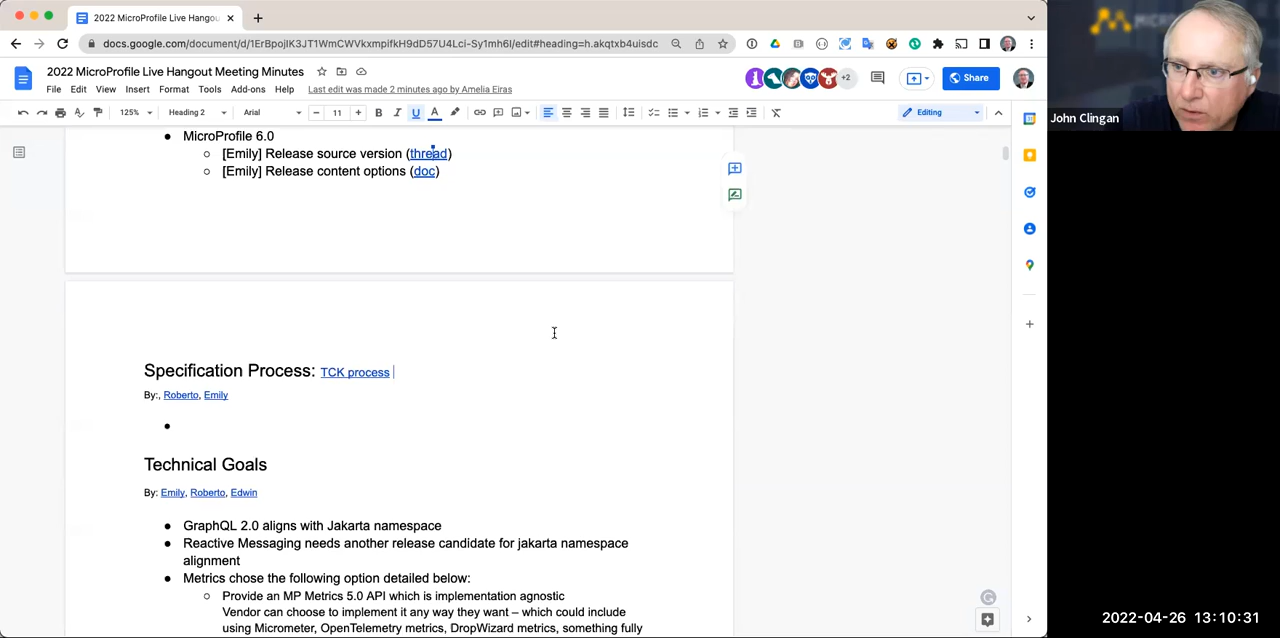 2022 MicroProfile Live Hangou
docs.google.com/document/d/1ErBpojIK3JT1WmCWVkxmpifkH9dD57U4Lci-Sy1mh6I/edit#heading=h.akqtxb4uisdc
2022 MicroProfile Live Hangout Meeting Minutes
+2
Share
File Edit View Insert Format Tools Add-ons Help Last edit was made 2 minutes ago by Amelia Eiras
125% Heading 2 Arial 11 B I U A Editing
John Clingan
MicroProfile 6.0
[Emily] Release source version (thread)
[Emily] Release content options (doc)
Specification Process: TCK process
By:, Roberto, Emily
Technical Goals
By: Emily, Roberto, Edwin
GraphQL 2.0 aligns with Jakarta namespace
Reactive Messaging needs another release candidate for jakarta namespace
alignment
Metrics chose the following option detailed below:
Provide an MP Metrics 5.0 API which is implementation agnostic
Vendor can choose to implement it any way they want – which could include
using Micrometer, OpenTelemetry metrics, DropWizard metrics, something fully
2022-04-26 13:10:31